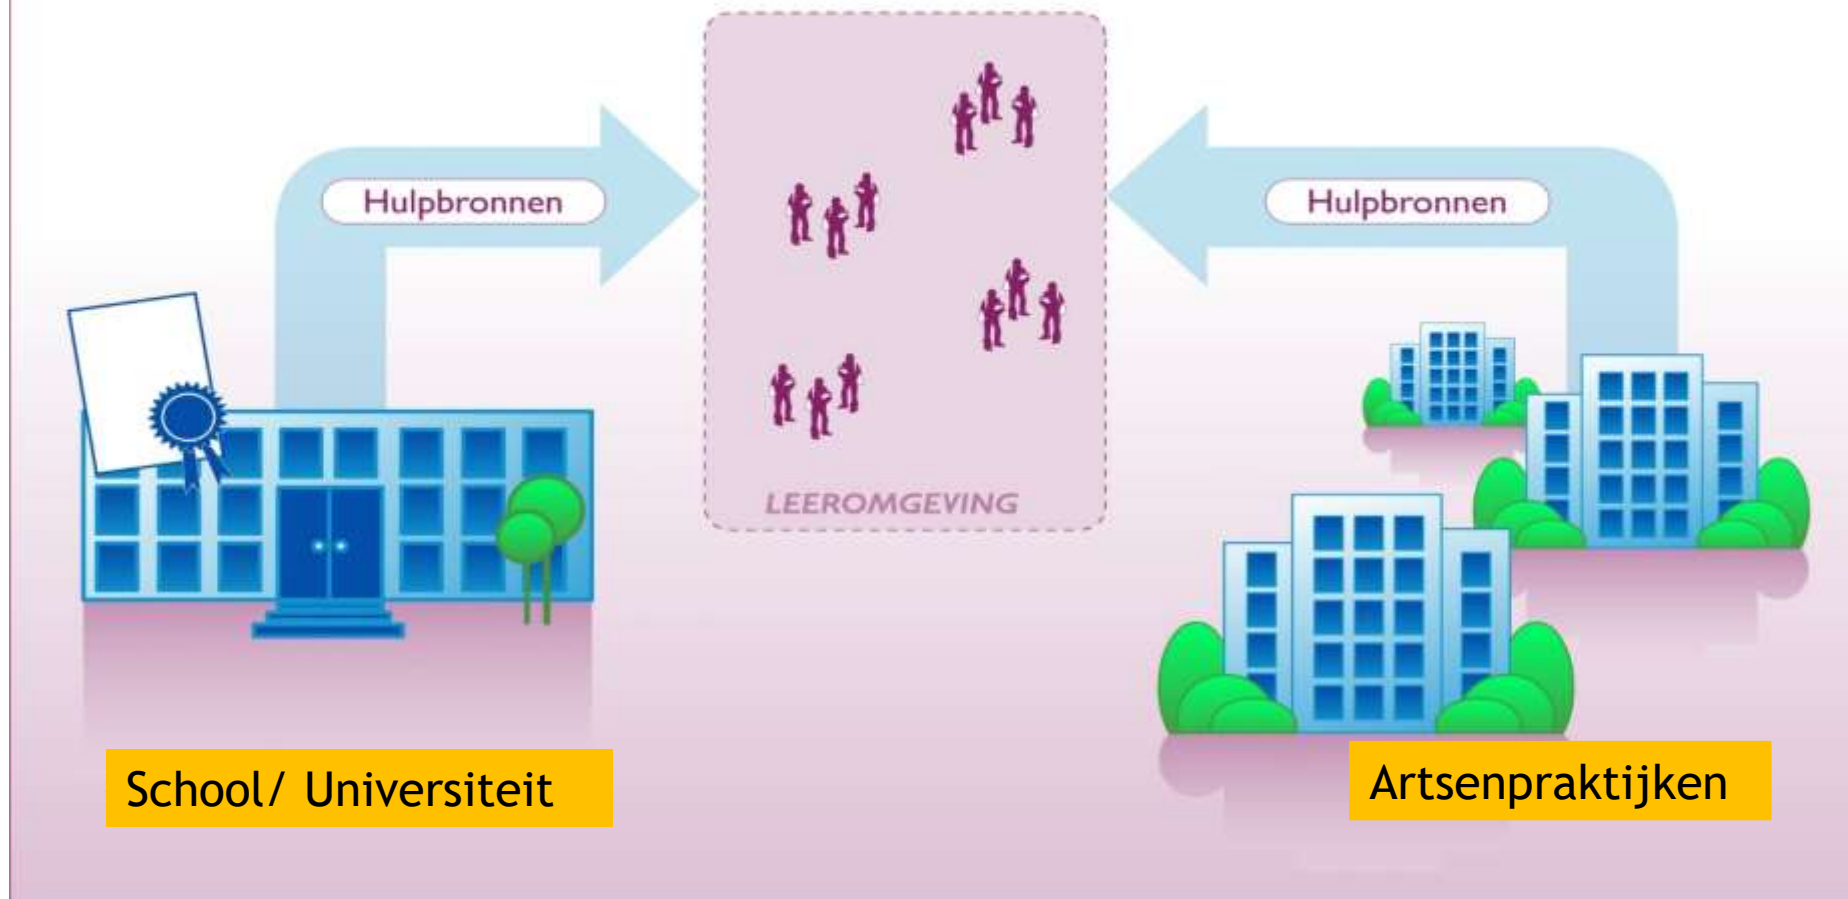 Hulpbronnen
Hulpbronnen
LEEROMGEVING
School/ Universiteit
Artsenpraktijken